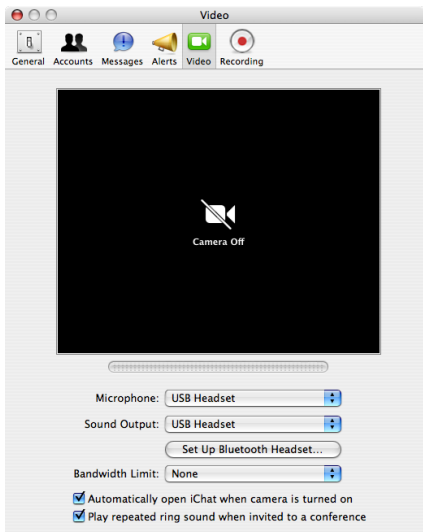 Video
General Accounts Messages Alerts Video Recording
Camera Off
Microphone: USB Headset
Sound Output: USB Headset
Set Up Bluetooth Headset...
Bandwidth Limit: None
Automatically open iChat when camera is turned on
Play repeated ring sound when invited to a conference